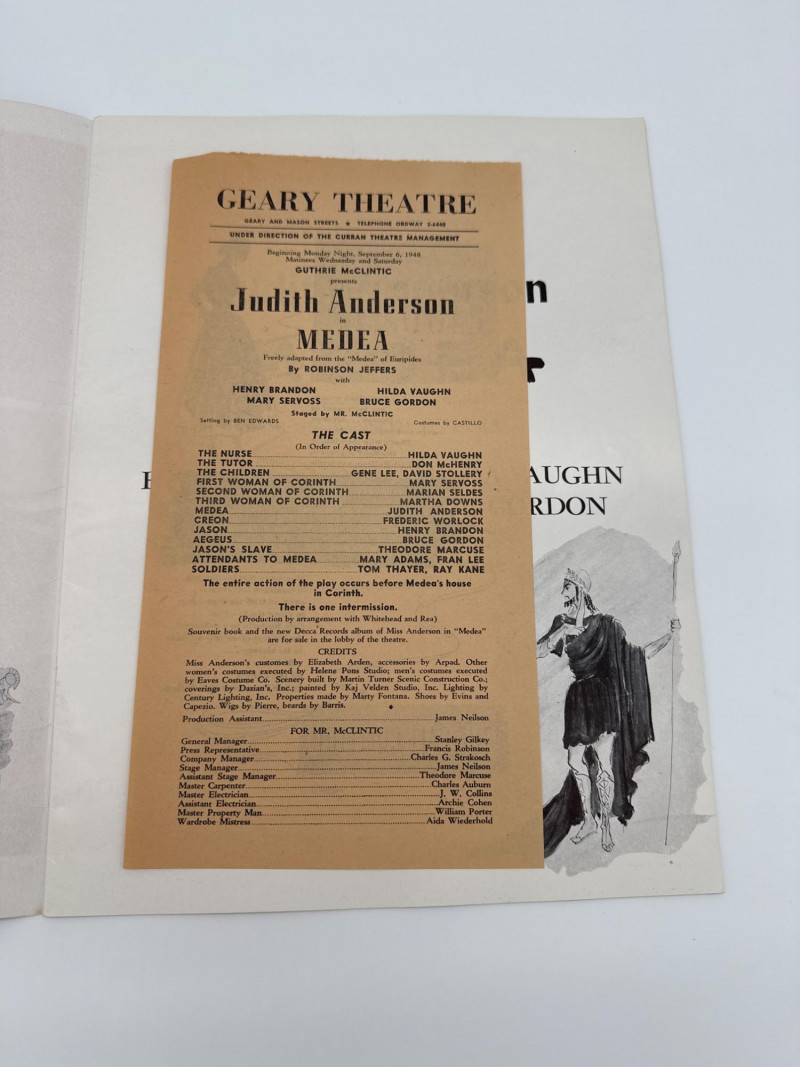 GEARY THEATRE
GEARY AND MASON STREETS ★ TELEPHONE ORDWAY 3-6440
UNDER DIRECTION OF THE CURRAN THEATRE MANAGEMENT
Beginning Monday Night, September 6, 1948
Matinees Wednesday and Saturday
GUTHRIE McCLINTIC
presents
Judith Anderson
in
MEDEA
Freely adapted from the "Medea" of Euripides
By ROBINSON JEFFERS
with
HENRY BRANDON HILDA VAUGHN
MARY SERVOSS BRUCE GORDON
Staged by MR. McCLINTIC
Setting by BEN EDWARDS Costumes by CASTILLO
THE CAST
(In Order of Appearance)
THE NURSE HILDA VAUGHN
THE TUTOR DON McHENRY
THE CHILDREN GENE LEE, DAVID STOLLERY
FIRST WOMAN OF CORINTH MARY SERVOSS
SECOND WOMAN OF CORINTH MARIAN SELDES
THIRD WOMAN OF CORINTH MARTHA DOWNS
MEDEA JUDITH ANDERSON
CREON FREDERIC WORLOCK
JASON HENRY BRANDON
AEGEUS BRUCE GORDON
JASON'S SLAVE THEODORE MARCUSE
ATTENDANTS TO MEDEA MARY ADAMS, FRAN LEE
SOLDIERS TOM THAYER, RAY KANE
The entire action of the play occurs before Medea's house
in Corinth.
There is one intermission.
(Production by arrangement with Whitehead and Rea)
Souvenir book and the new Decca Records album of Miss Anderson in "Medea"
are for sale in the lobby of the theatre.
CREDITS
Miss Anderson's customes by Elizabeth Arden, accessories by Arpad. Other
women's costumes executed by Helene Pons Studio; men's costumes executed
by Eaves Costume Co. Scenery built by Martin Turner Scenic Construction Co.;
coverings by Dazian's, Inc.; painted by Kaj Velden Studio, Inc. Lighting by
Century Lighting, Inc. Properties made by Marty Fontana. Shoes by Evins and
Capezio. Wigs by Pierre, beards by Barris.
Production Assistant James Neilson
FOR MR. McCLINTIC
General Manager Stanley Gilkey
Press Representative Francis Robinson
Company Manager Charles G. Strakosch
Stage Manager James Neilson
Assistant Stage Manager Theodore Marcuse
Master Carpenter Charles Auburn
Master Electrician J. W. Collins
Assistant Electrician Archie Cohen
Master Property Man William Porter
Wardrobe Mistress Aida Wiederhold
n
AUGHN
RDON